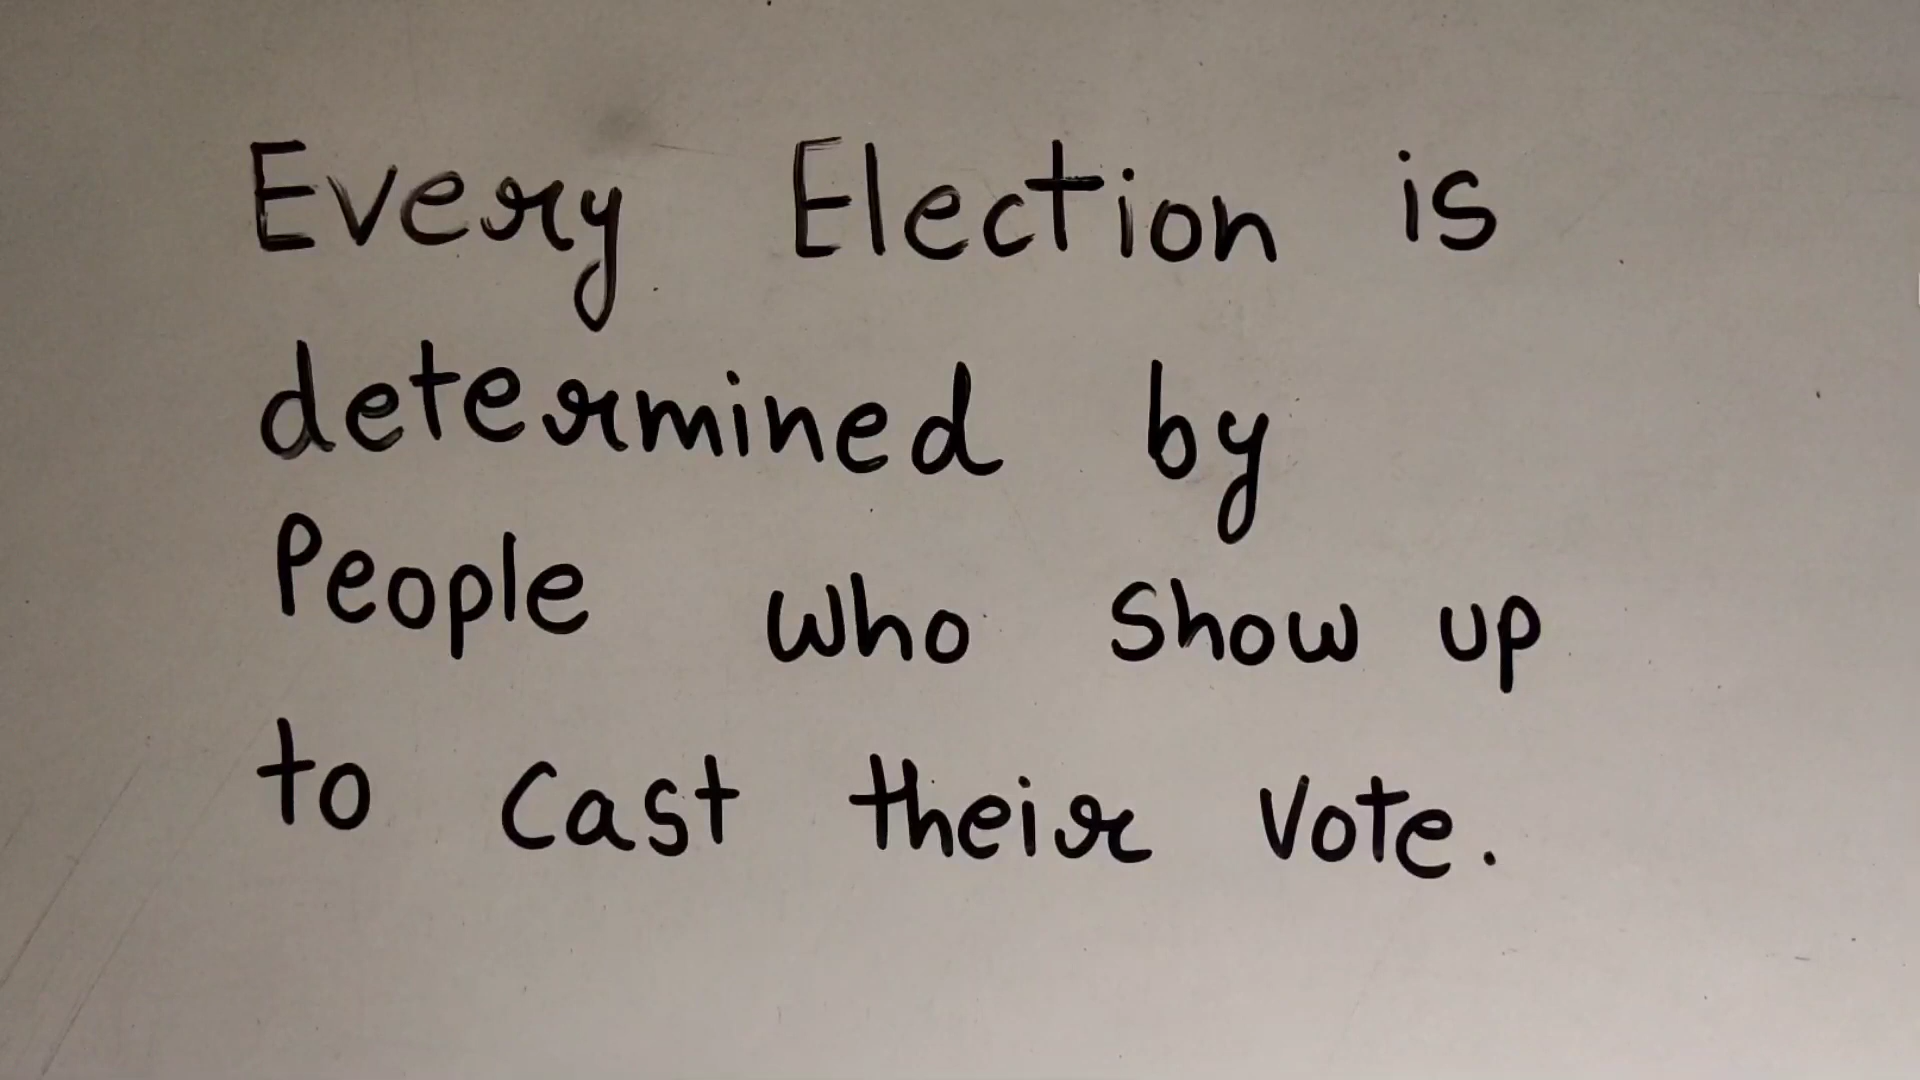 Every Election is
determined by
People who show up
to cast their vote.